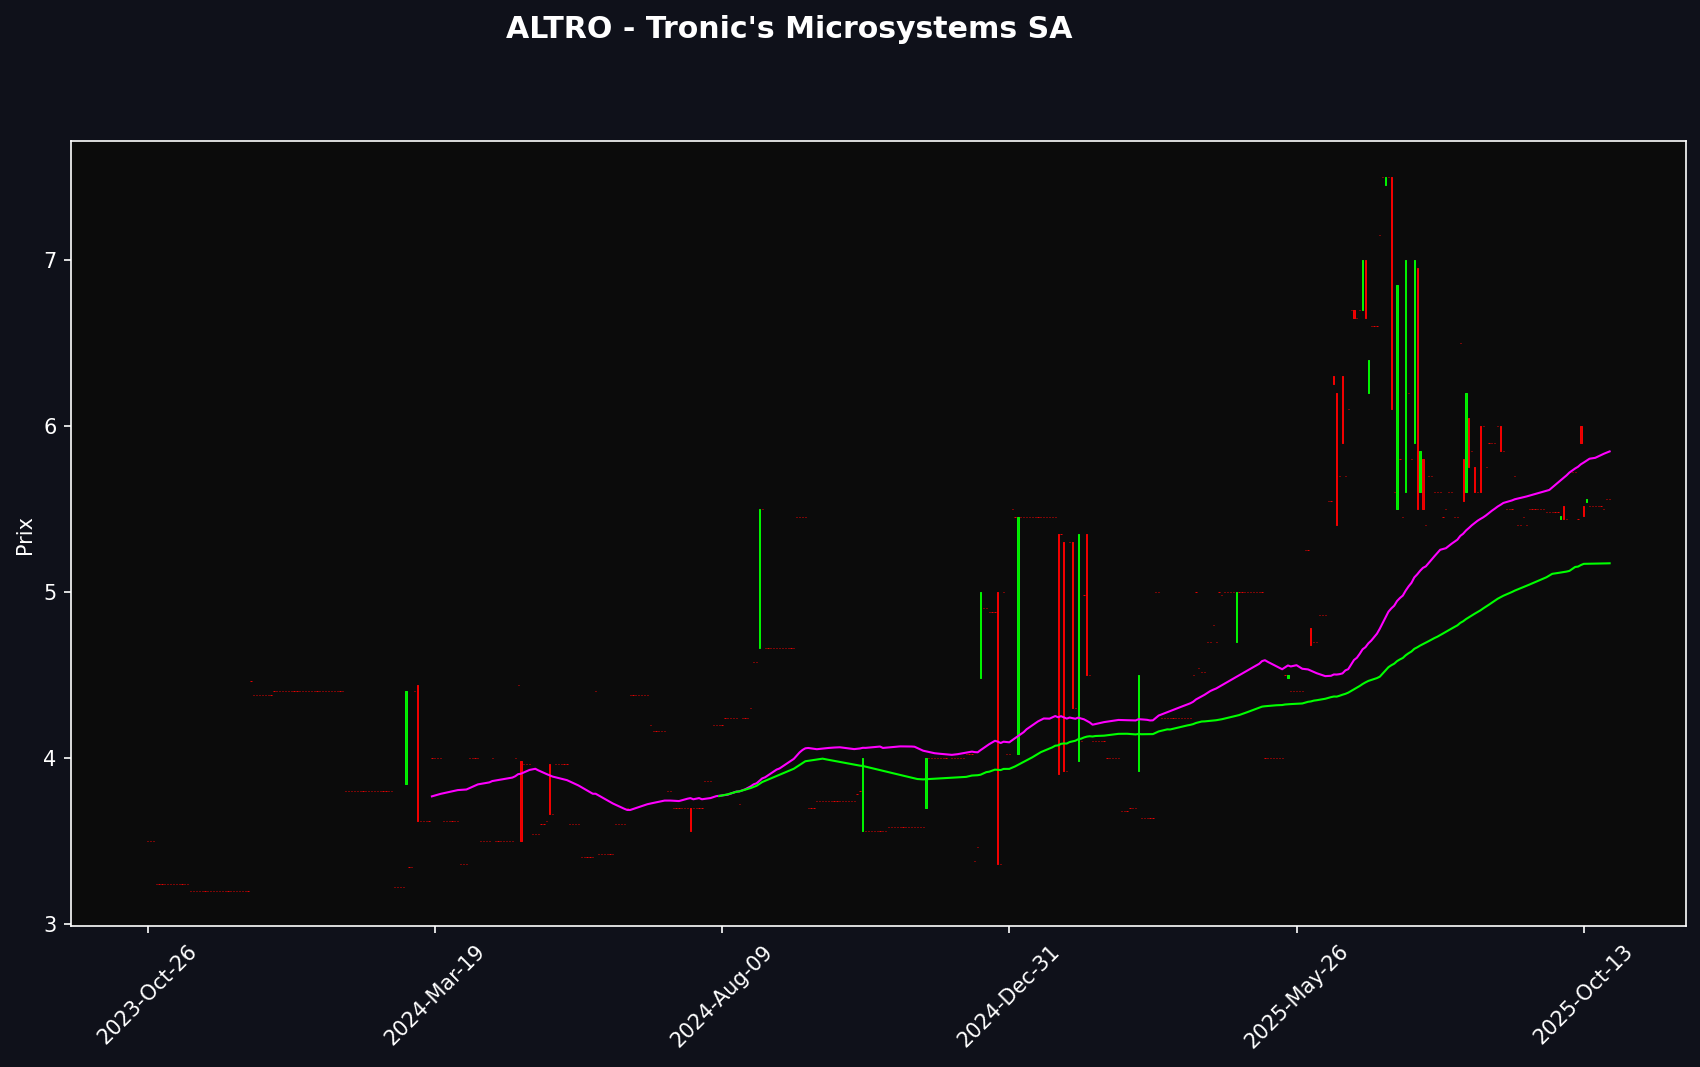 ALTRO - Tronic's Microsystems SA
Prix
7
6
5
4
3
2023-Oct-26
2024-Mar-19
2024-Aug-09
2024-Dec-31
2025-May-26
2025-Oct-13